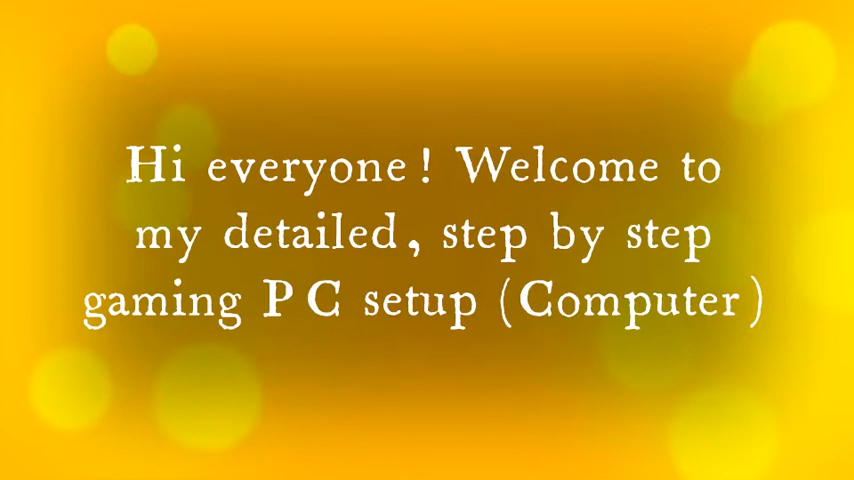 Hi everyone! Welcome to
my detailed, step by step
gaming PC setup (Computer)